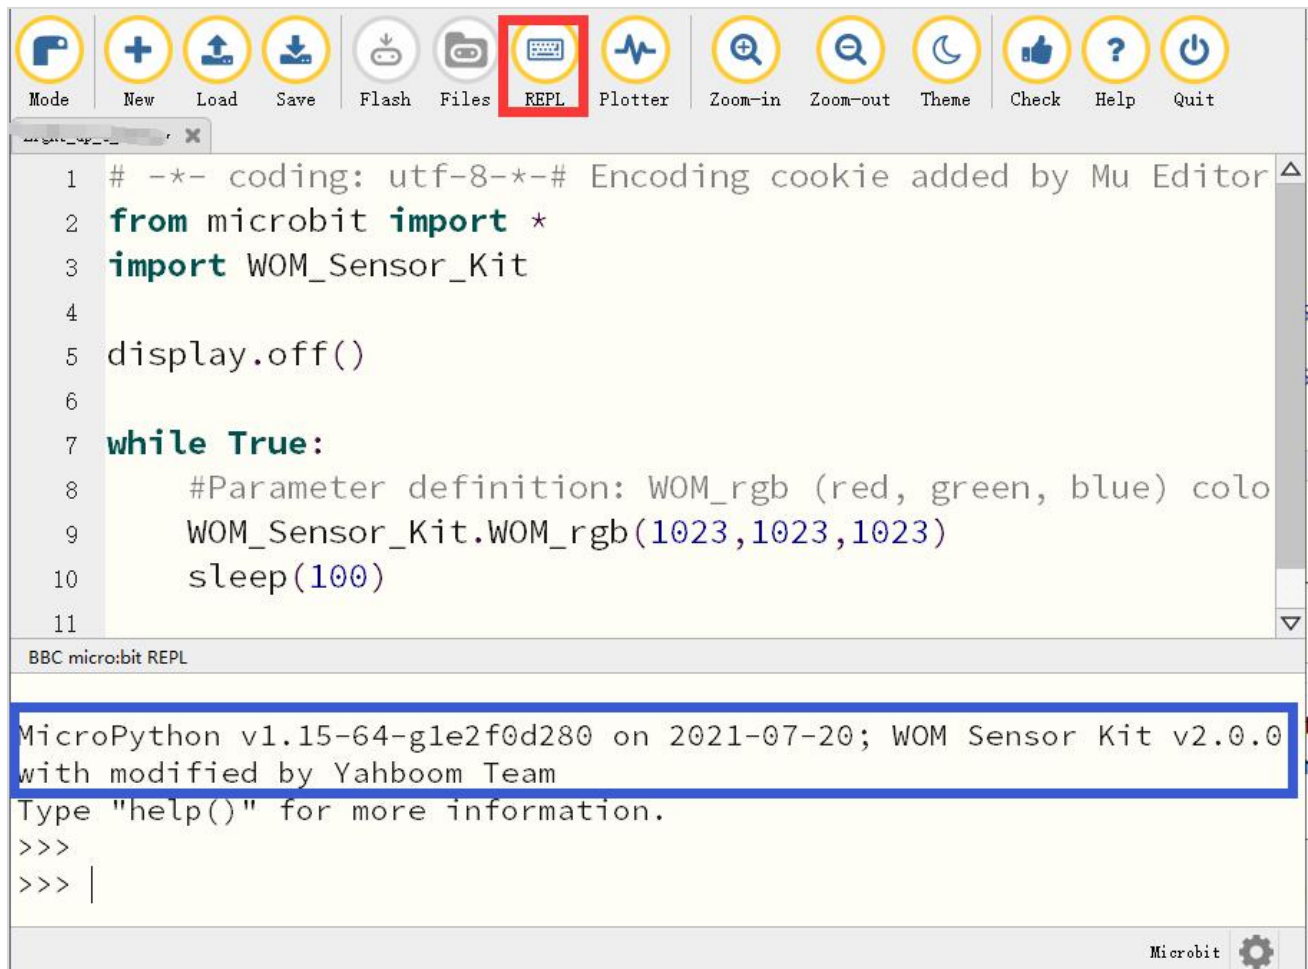 Mode New Load Save Flash Files REPL Plotter Zoom-in Zoom-out Theme Check Help Quit
1 # -*- coding: utf-8-*-# Encoding cookie added by Mu Editor
2 from microbit import *
3 import WOM_Sensor_Kit
4
5 display.off()
6
7 while True:
8 #Parameter definition: WOM_rgb (red, green, blue) colo
9 WOM_Sensor_Kit.WOM_rgb(1023,1023,1023)
10 sleep(100)
11
BBC micro:bit REPL
MicroPython v1.15-64-g1e2f0d280 on 2021-07-20; WOM Sensor Kit v2.0.0
with modified by Yahboom Team
Type "help()" for more information.
>>>
>>>
Microbit